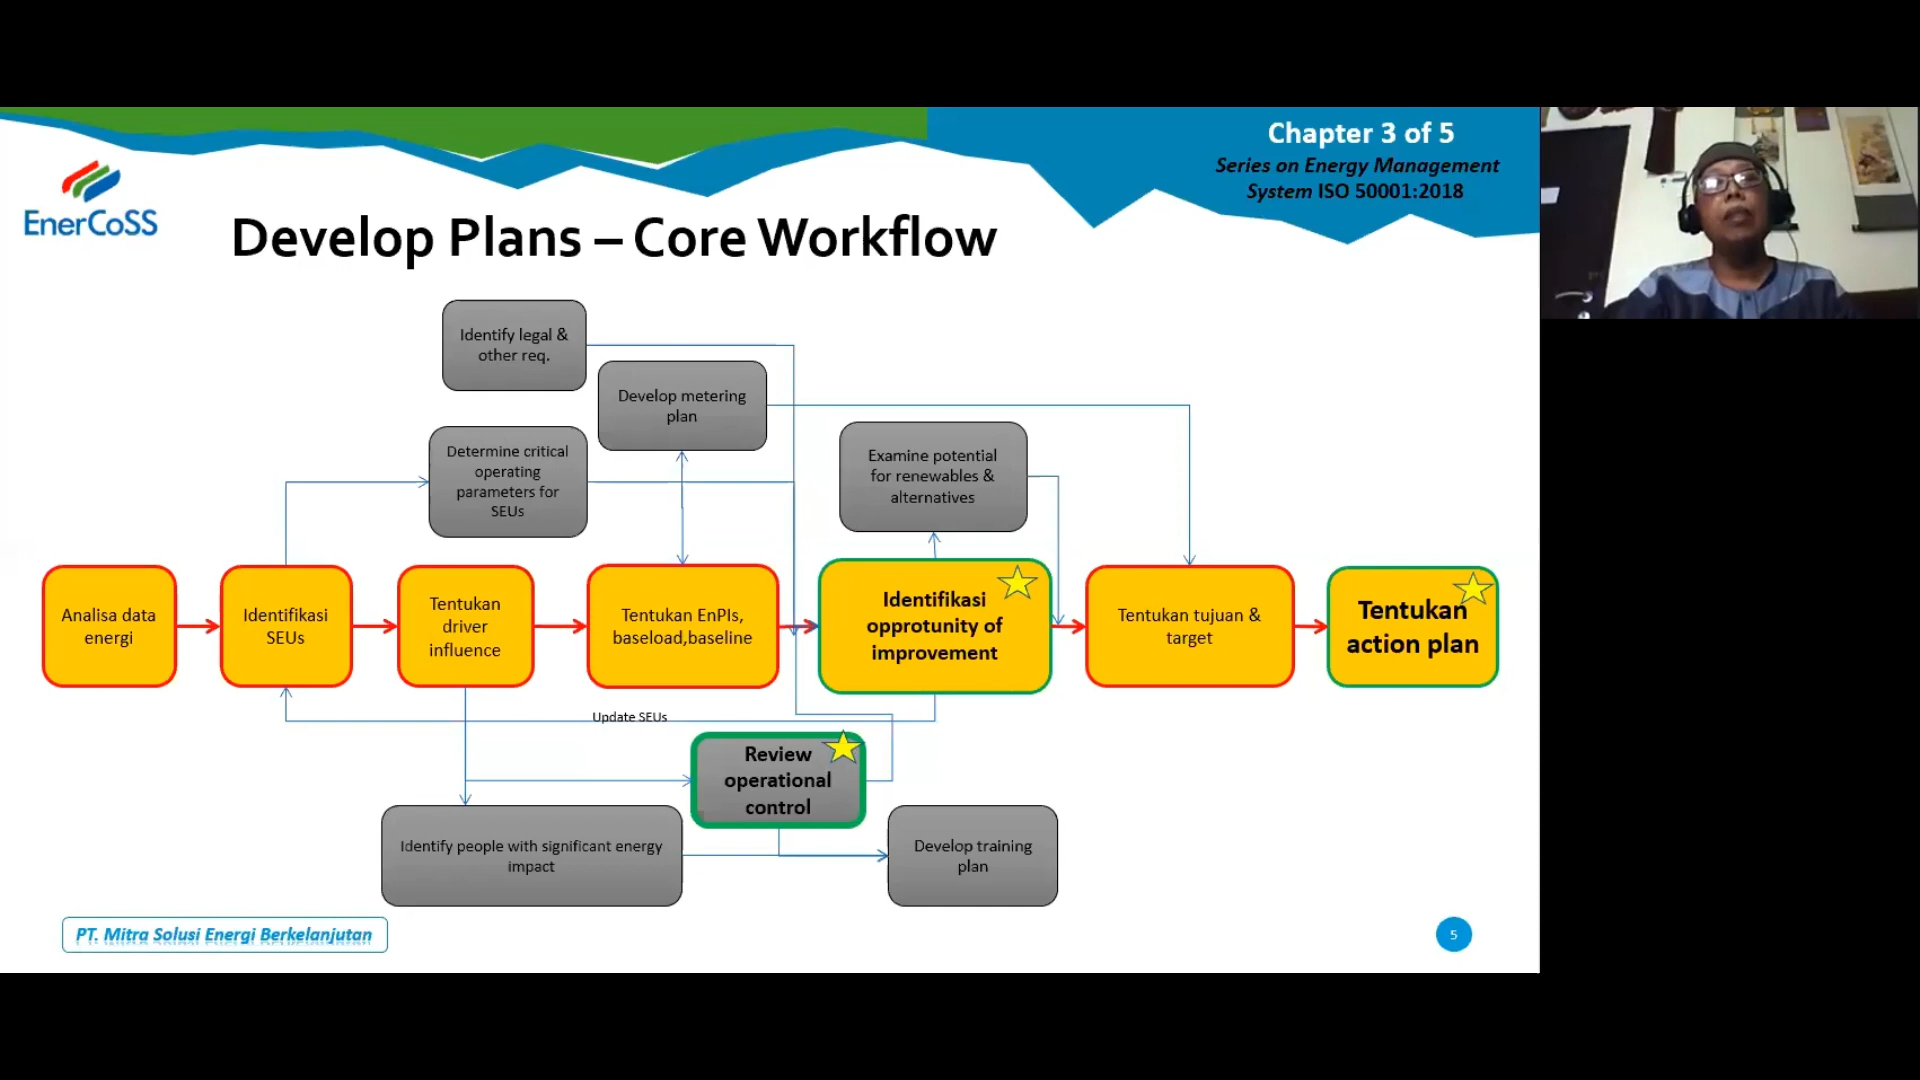 Chapter 3 of 5
Series on Energy Management
System ISO 50001:2018
EnerCoSS
Develop Plans – Core Workflow
Identify legal &
other req.
Develop metering
plan
Determine critical
operating
parameters for
SEUs
Examine potential
for renewables &
alternatives
Analisa data
energi
Identifikasi
SEUs
Tentukan
driver
influence
Tentukan EnPIs,
baseload,baseline
Identifikasi
opprotunity of
improvement
Tentukan tujuan &
target
Tentukan
action plan
Update SEUs
Review
operational
control
Identify people with significant energy
impact
Develop training
plan
PT. Mitra Solusi Energi Berkelanjutan
5